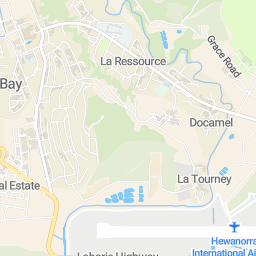 La Ressource
Grace Road
Bay
Docamel
La Tourney
al Estate
Hewanorra
International Ai
Laborie Highway